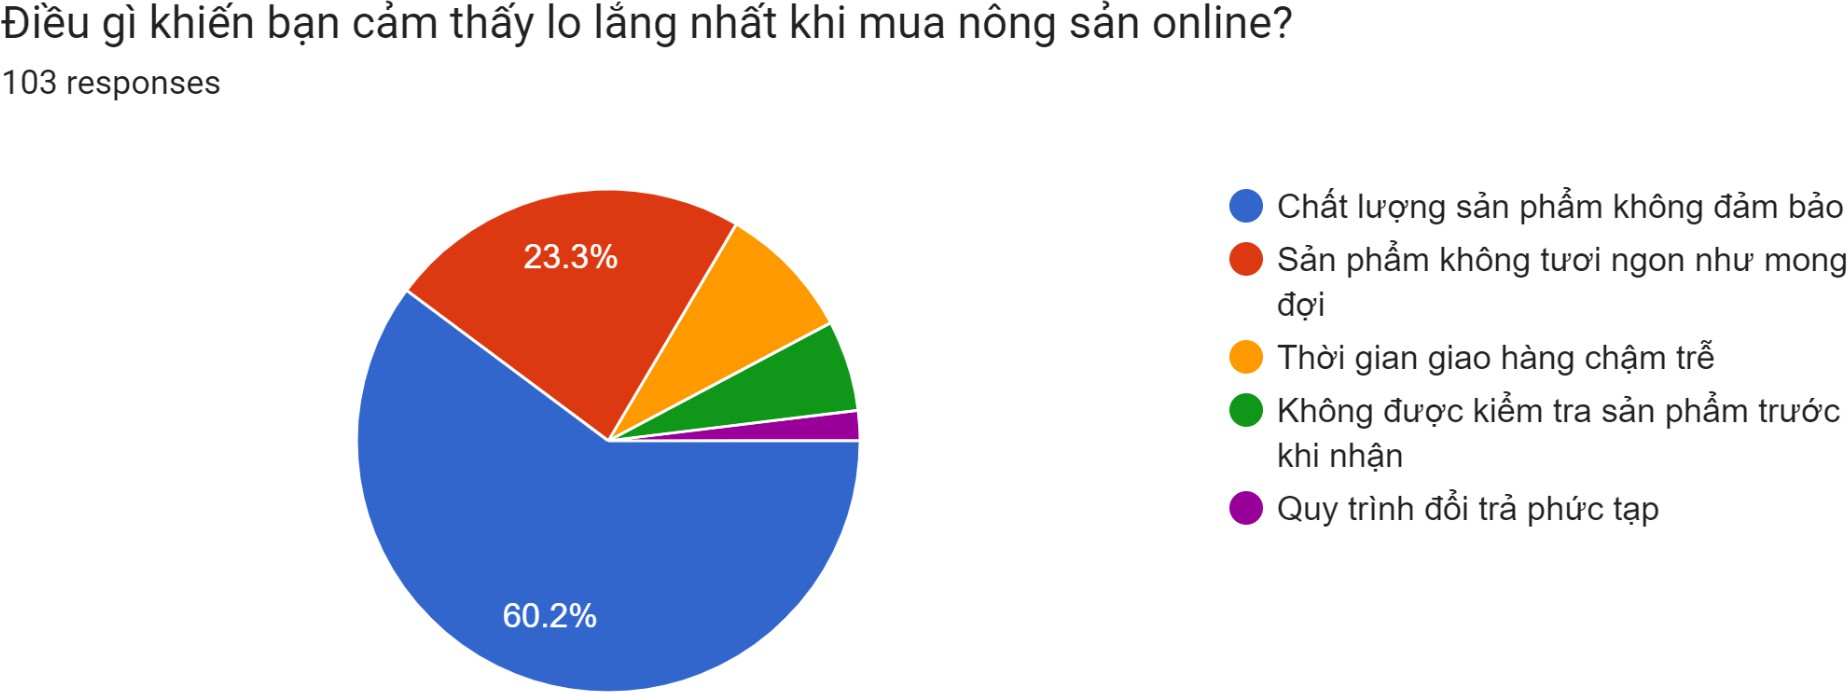 Điều gì khiến bạn cảm thấy lo lắng nhất khi mua nông sản online?
103 responses
23.3%
60.2%
Chất lượng sản phẩm không đảm bảo
Sản phẩm không tươi ngon như mong
đợi
Thời gian giao hàng chậm trễ
Không được kiểm tra sản phẩm trước
khi nhận
Quy trình đổi trả phức tạp